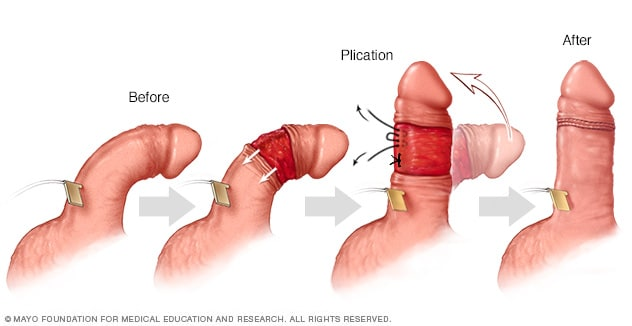 Before
Plication
After
© MAYO FOUNDATION FOR MEDICAL EDUCATION AND RESEARCH. ALL RIGHTS RESERVED.